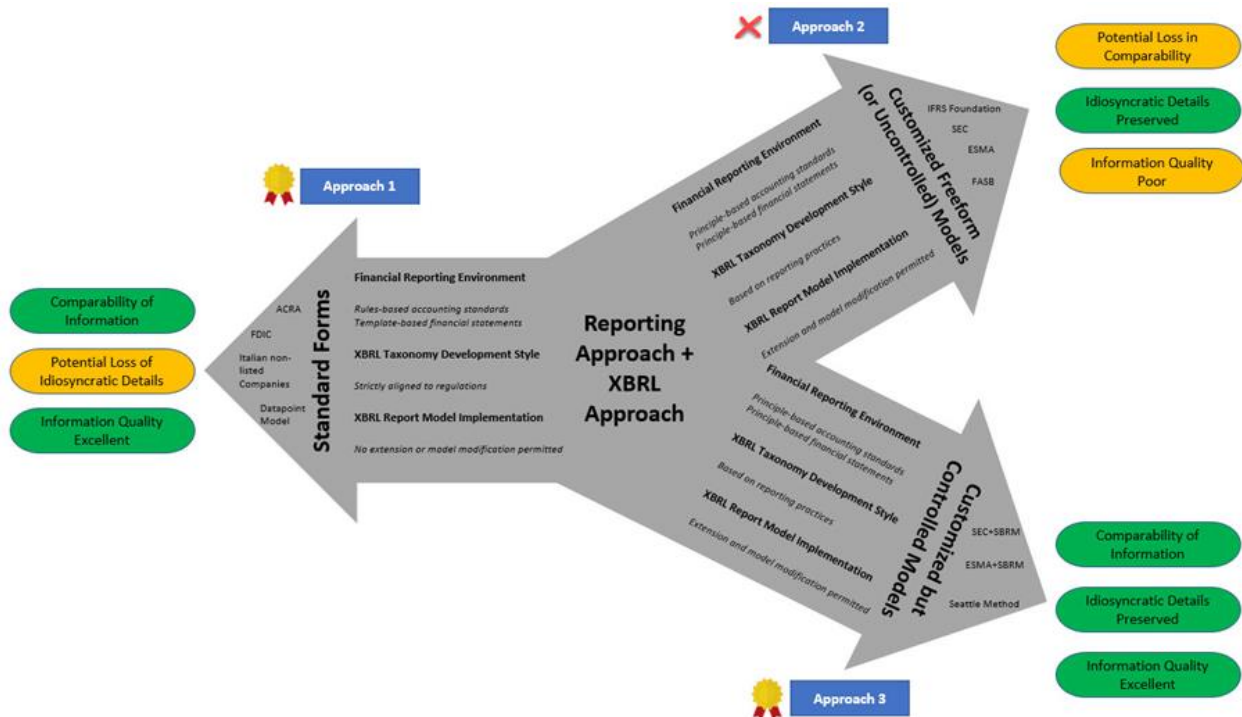 Approach 1
Comparability of
Information
Potential Loss of
Idiosyncratic Details
Information Quality
Excellent
ACRA
FDIC
Italian non-
listed
Companies
Datapoint
Model
Standard Forms
Financial Reporting Environment
Rules-based accounting standards
Template-based financial statements
XBRL Taxonomy Development Style
Strictly aligned to regulations
XBRL Report Model Implementation
No extension or model modification permitted
Reporting
Approach +
XBRL
Approach
Approach 2
Financial Reporting Environment
Principle-based accounting standards
Principle-based financial statements
XBRL Taxonomy Development Style
Based on reporting practices
XBRL Report Model Implementation
Extension and model modification permitted
Customized Freeform
(or Uncontrolled) Models
IFRS Foundation
SEC
ESMA
FASB
Potential Loss in
Comparability
Idiosyncratic Details
Preserved
Information Quality
Poor
Financial Reporting Environment
Principle-based accounting standards
Principle-based financial statements
XBRL Taxonomy Development Style
Based on reporting practices
XBRL Report Model Implementation
Extension and model modification permitted
Customized but
Controlled Models
SEC+SBRM
ESMA+SBRM
Seattle Method
Comparability of
Information
Idiosyncratic Details
Preserved
Information Quality
Excellent
Approach 3